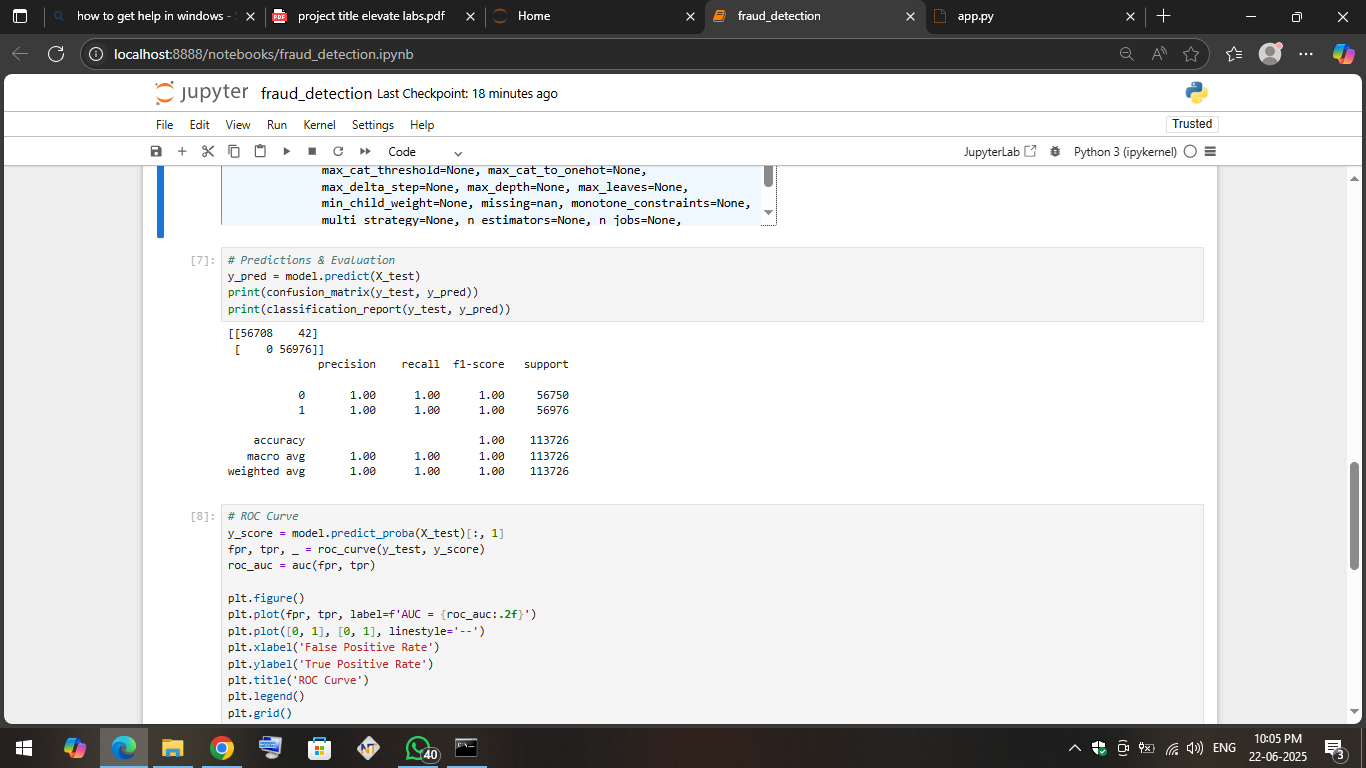 how to get help in windows -
project title elevate labs.pdf
Home
fraud_detection
app.py
localhost:8888/notebooks/fraud_detection.ipynb
jupyter fraud_detection Last Checkpoint: 18 minutes ago
File Edit View Run Kernel Settings Help
Trusted
Code
JupyterLab
Python 3 (ipykernel)
max_cat_threshold=None, max_cat_to_onehot=None,
max_delta_step=None, max_depth=None, max_leaves=None,
min_child_weight=None, missing=nan, monotone_constraints=None,
multi_strategy=None, n_estimators=None, n_jobs=None,
[7]:
# Predictions & Evaluation
y_pred = model.predict(X_test)
print(confusion_matrix(y_test, y_pred))
print(classification_report(y_test, y_pred))
[[56708    42]
 [    0 56976]]
              precision    recall  f1-score   support
           0       1.00      1.00      1.00     56750
           1       1.00      1.00      1.00     56976
    accuracy                           1.00    113726
   macro avg       1.00      1.00      1.00    113726
weighted avg       1.00      1.00      1.00    113726
[8]:
# ROC Curve
y_score = model.predict_proba(X_test)[:, 1]
fpr, tpr, _ = roc_curve(y_test, y_score)
roc_auc = auc(fpr, tpr)
plt.figure()
plt.plot(fpr, tpr, label=f'AUC = {roc_auc:.2f}')
plt.plot([0, 1], [0, 1], linestyle='--')
plt.xlabel('False Positive Rate')
plt.ylabel('True Positive Rate')
plt.title('ROC Curve')
plt.legend()
plt.grid()
40
ENG
10:05 PM
22-06-2025
3